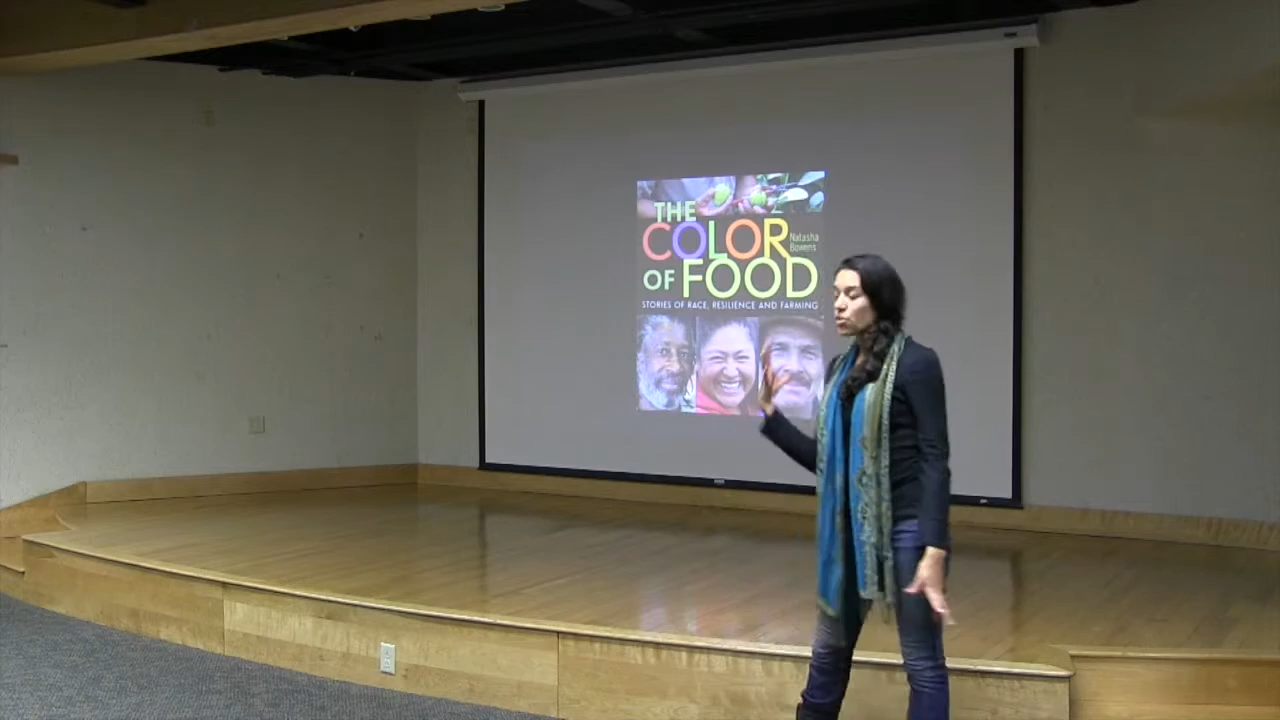 THE
COLOR
Natasha
Bowens
OF FOOD
STORIES OF RACE, RESILIENCE AND FARMING